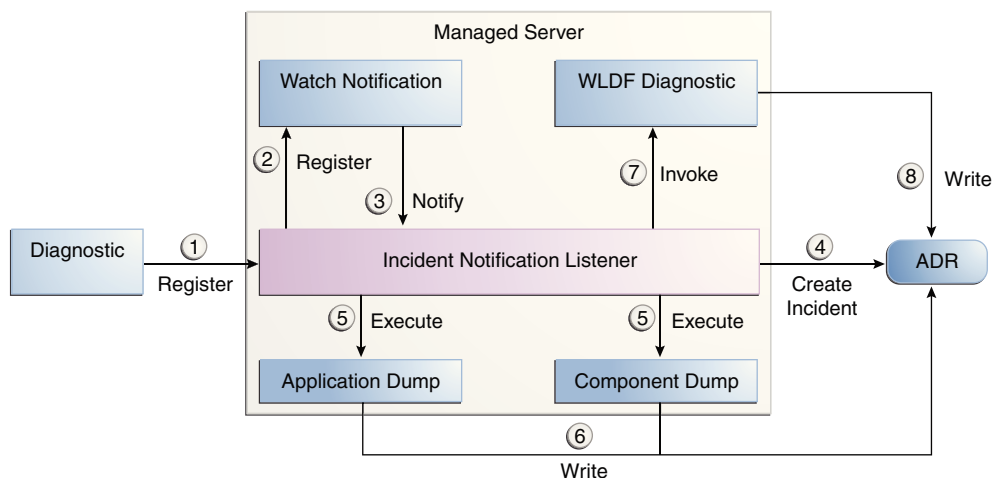 Managed Server
Watch Notification
WLDF Diagnostic
2
Register
7
Invoke
8
Write
3
Notify
Diagnostic
1
Register
Incident Notification Listener
4
Create
Incident
ADR
5
Execute
5
Execute
Application Dump
Component Dump
6
Write